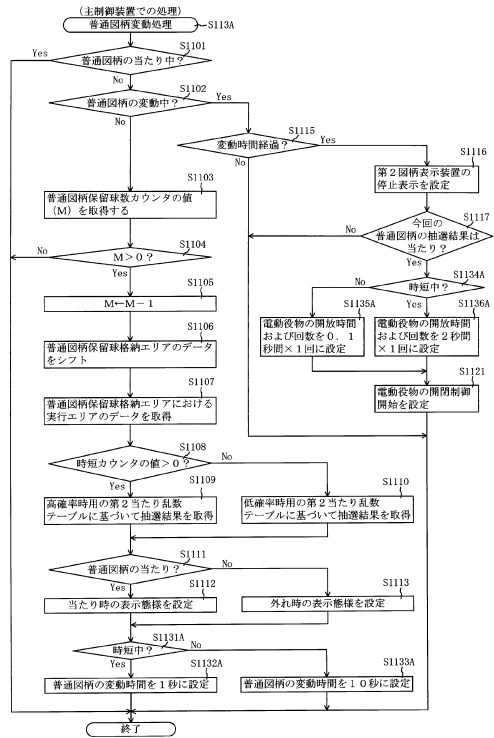 (主制御装置での処理)
普通図柄変動処理
S113A
S1101
Yes
普通図柄の当たり中？
No
S1102
普通図柄の変動中？
Yes
No
S1115
変動時間経過？
Yes
No
S1116
第２図柄表示装置の
停止表示を設定
S1103
普通図柄保留球数カウンタの値
（M）を取得する
S1117
今回の
普通図柄の抽選結果は
当たり？
No
Yes
S1104
No
M＞０？
Yes
S1134A
No
時短中？
Yes
S1105
M←M－１
S1135A
S1136A
電動役物の開放時間
および回数を０．１
秒間×１回に設定
電動役物の開放時間
および回数を２秒間
×１回に設定
S1106
普通図柄保留球格納エリアのデータ
をシフト
S1121
電動役物の開閉制御
開始を設定
S1107
普通図柄保留球格納エリアにおける
実行エリアのデータを取得
S1108
時短カウンタの値＞０？
No
Yes
S1109
高確率時用の第２当たり乱数
テーブルに基づいて抽選結果を取得
S1110
低確率時用の第２当たり乱数
テーブルに基づいて抽選結果を取得
S1111
普通図柄の当たり？
No
Yes
S1112
当たり時の表示態様を設定
S1113
外れ時の表示態様を設定
S1131A
時短中？
No
Yes
S1132A
普通図柄の変動時間を１秒に設定
S1133A
普通図柄の変動時間を１０秒に設定
終了